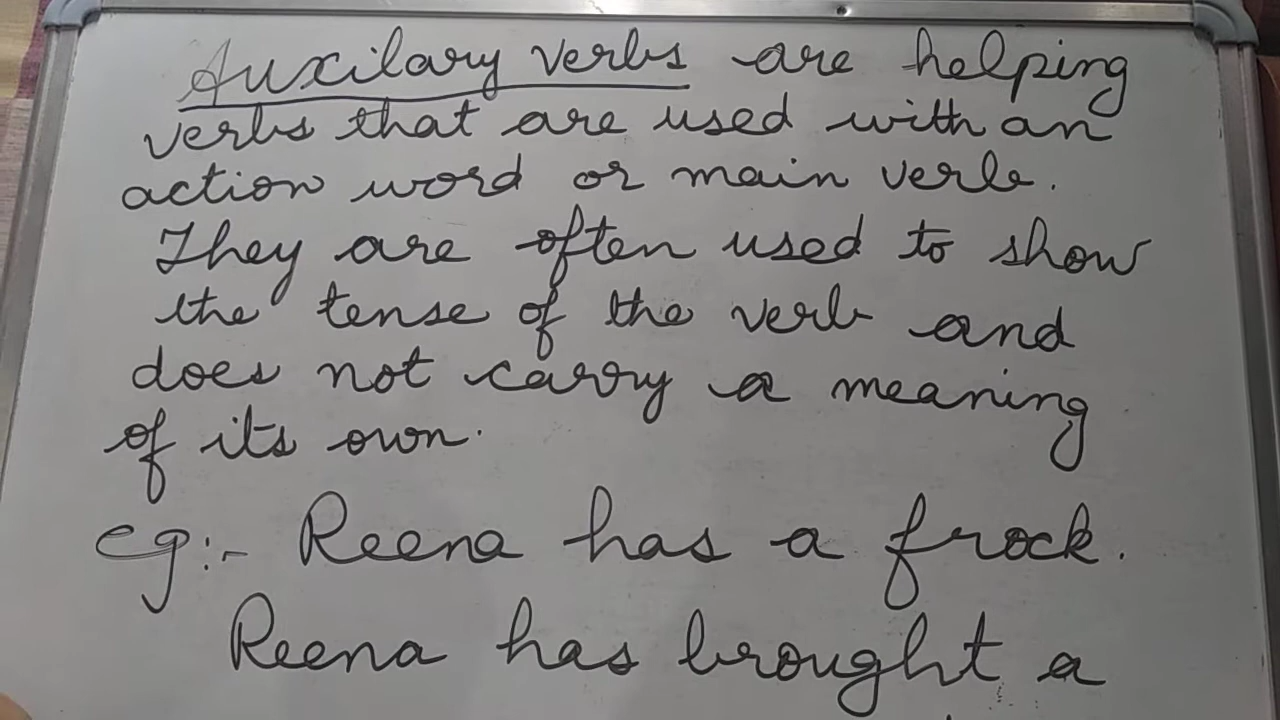 Auxilary verbs are helping
verbs that are used with an
action word or main verb.
They are often used to show
the tense of the verb and
does not carry a meaning
of its own.
eg:- Reena has a frock.
Reena has brought a